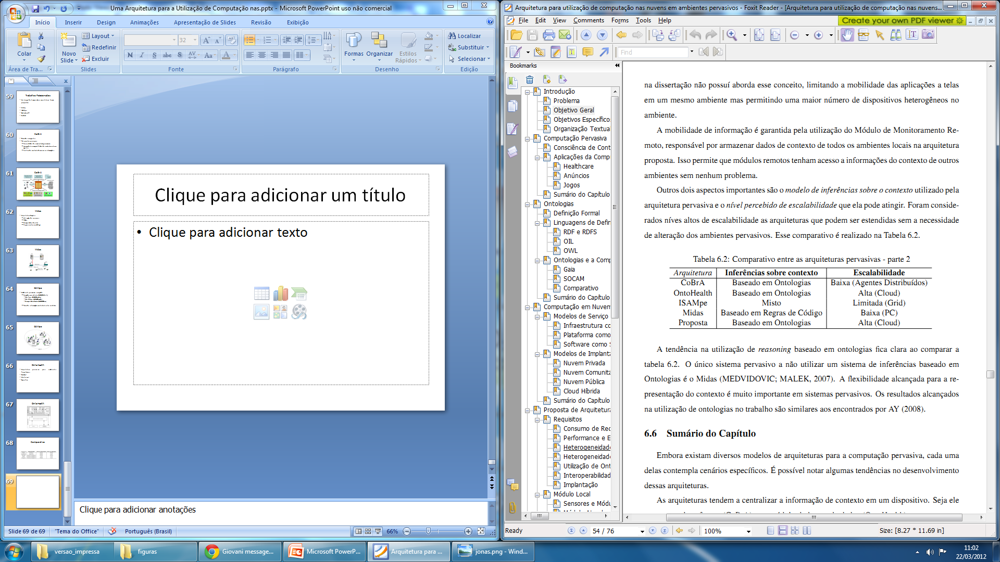 Uma Arquitetura para a Utilização de Computação nas.pptx - Microsoft PowerPoint uso não comercial
Início Inserir Design Animações Apresentação de Slides Revisão Exibição
Colar
Área de Tra...
Novo Slide
Layout
Redefinir
Excluir
Slides
32
Fonte
Parágrafo
Formas Organizar Estilos Rápidos
Desenho
Localizar
Substituir
Selecionar
Edição
59
Trabalhos Relacionados
60
CoBrA
61
CoBrA
62
Midas
63
Midas
64
ISAMpe
65
ISAMpe
66
OntoHealth
67
OntoHealth
68
Comparativo
69
Clique para adicionar um título
• Clique para adicionar texto
Clique para adicionar anotações
Slide 69 de 69 "Tema do Office" Português (Brasil) 66%
Arquitetura para utilização de computação nas nuvens em ambientes pervasivos - Foxit Reader - [Arquitetura para utilização de computação nas nuvens...
File Edit View Comments Forms Tools Help
Create your own PDF viewer
Find
Bookmarks
Introdução
Problema
Objetivo Geral
Objetivos Específico
Organização Textua
Computação Pervasiva
Consciência de Cont
Aplicações da Comp
Healthcare
Anúncios
Jogos
Sumário do Capítulo
Ontologias
Definição Formal
Linguagens de Defin
RDF e RDFS
OIL
OWL
Ontologias e a Comp
Gaia
SOCAM
Comparativo
Sumário do Capítulo
Computação em Nuvem
Modelos de Serviço
Infraestrutura co
Plataforma como
Software como S
Modelos de Implanta
Nuvem Privada
Nuvem Comunita
Nuvem Pública
Cloud Híbrida
Sumário do Capítulo
Proposta de Arquitetura
Requisitos
Consumo de Rec
Performance e E
Heterogeneidade
Heterogeneidade
Utilização de Ont
Interoperabilidad
Implantação
Módulo Local
Sensores e Módu
na dissertação não possuí aborda esse conceito, limitando a mobilidade das aplicações a telas
em um mesmo ambiente mas permitindo uma maior número de dispositivos heterogêneos no
ambiente.
A mobilidade de informação é garantida pela utilização do Módulo de Monitoramento Re-
moto, responsável por armazenar dados de contexto de todos os ambientes locais na arquitetura
proposta. Isso permite que módulos remotos tenham acesso a informações do contexto de outros
ambientes sem nenhum problema.
Outros dois aspectos importantes são o modelo de inferências sobre o contexto utilizado pela
arquitetura pervasiva e o nível percebido de escalabilidade que ela pode atingir. Foram conside-
rados níves altos de escalabilidade as arquiteturas que podem ser estendidas sem a necessidade
de alteração dos ambientes pervasivos. Esse comparativo é realizado na Tabela 6.2.
Tabela 6.2: Comparativo entre as arquiteturas pervasivas - parte 2
Arquitetura Inferências sobre contexto Escalabilidade
CoBrA Baseado em Ontologias Baixa (Agentes Distribuídos)
OntoHealth Baseado em Ontologias Alta (Cloud)
ISAMpe Misto Limitada (Grid)
Midas Baseado em Regras de Código Baixa (PC)
Proposta Baseado em Ontologias Alta (Cloud)
A tendência na utilização de reasoning baseado em ontologias fica clara ao comparar a
tabela 6.2. O único sistema pervasivo a não utilizar um sistema de inferências baseado em
Ontologias é o Midas (MEDVIDOVIC; MALEK, 2007). A flexibilidade alcançada para a re-
presentação do contexto é muito importante em sistemas pervasivos. Os resultados alcançados
na utilização de ontologias no trabalho são similares aos encontrados por AY (2008).
6.6 Sumário do Capítulo
Embora existam diversos modelos de arquiteturas para a computação pervasiva, cada uma
delas contempla cenários específicos. É possível notar algumas tendências no desenvolvimento
dessas arquiteturas.
As arquiteturas tendem a centralizar a informação de contexto em um dispositivo. Seja ele
Ready 54 / 76 100% Size: [8.27 * 11.69 in]
versao_impressa figuras Giovani message... Microsoft PowerP... Arquitetura para ... jonas.png - Wind...
11:02
22/03/2012